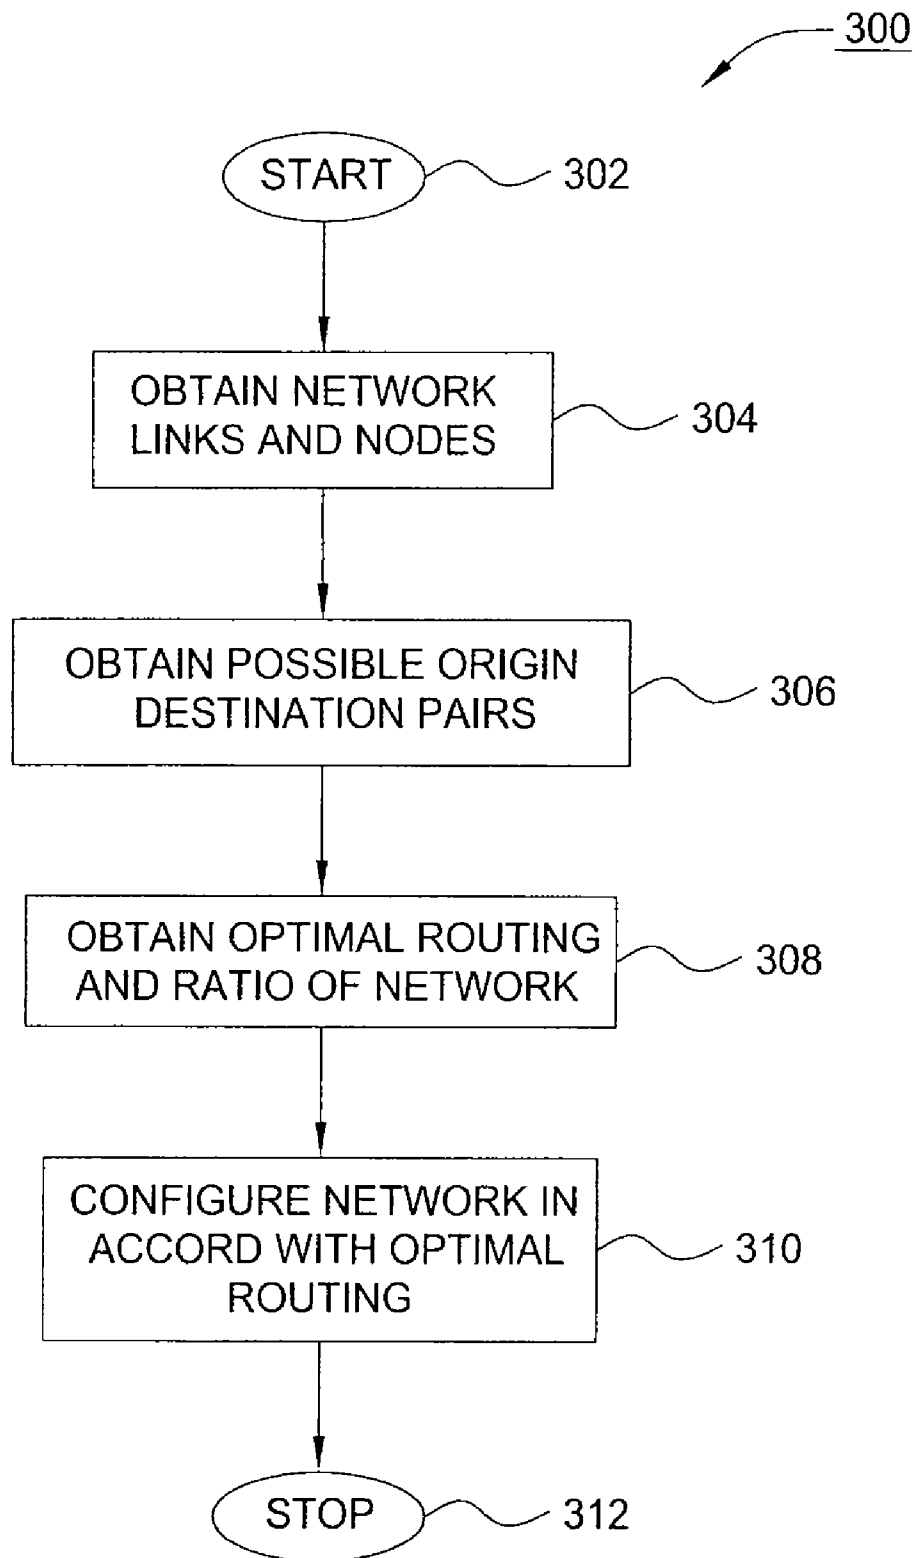 300
START
302
OBTAIN NETWORK
LINKS AND NODES
304
OBTAIN POSSIBLE ORIGIN
DESTINATION PAIRS
306
OBTAIN OPTIMAL ROUTING
AND RATIO OF NETWORK
308
CONFIGURE NETWORK IN
ACCORD WITH OPTIMAL
ROUTING
310
STOP
312